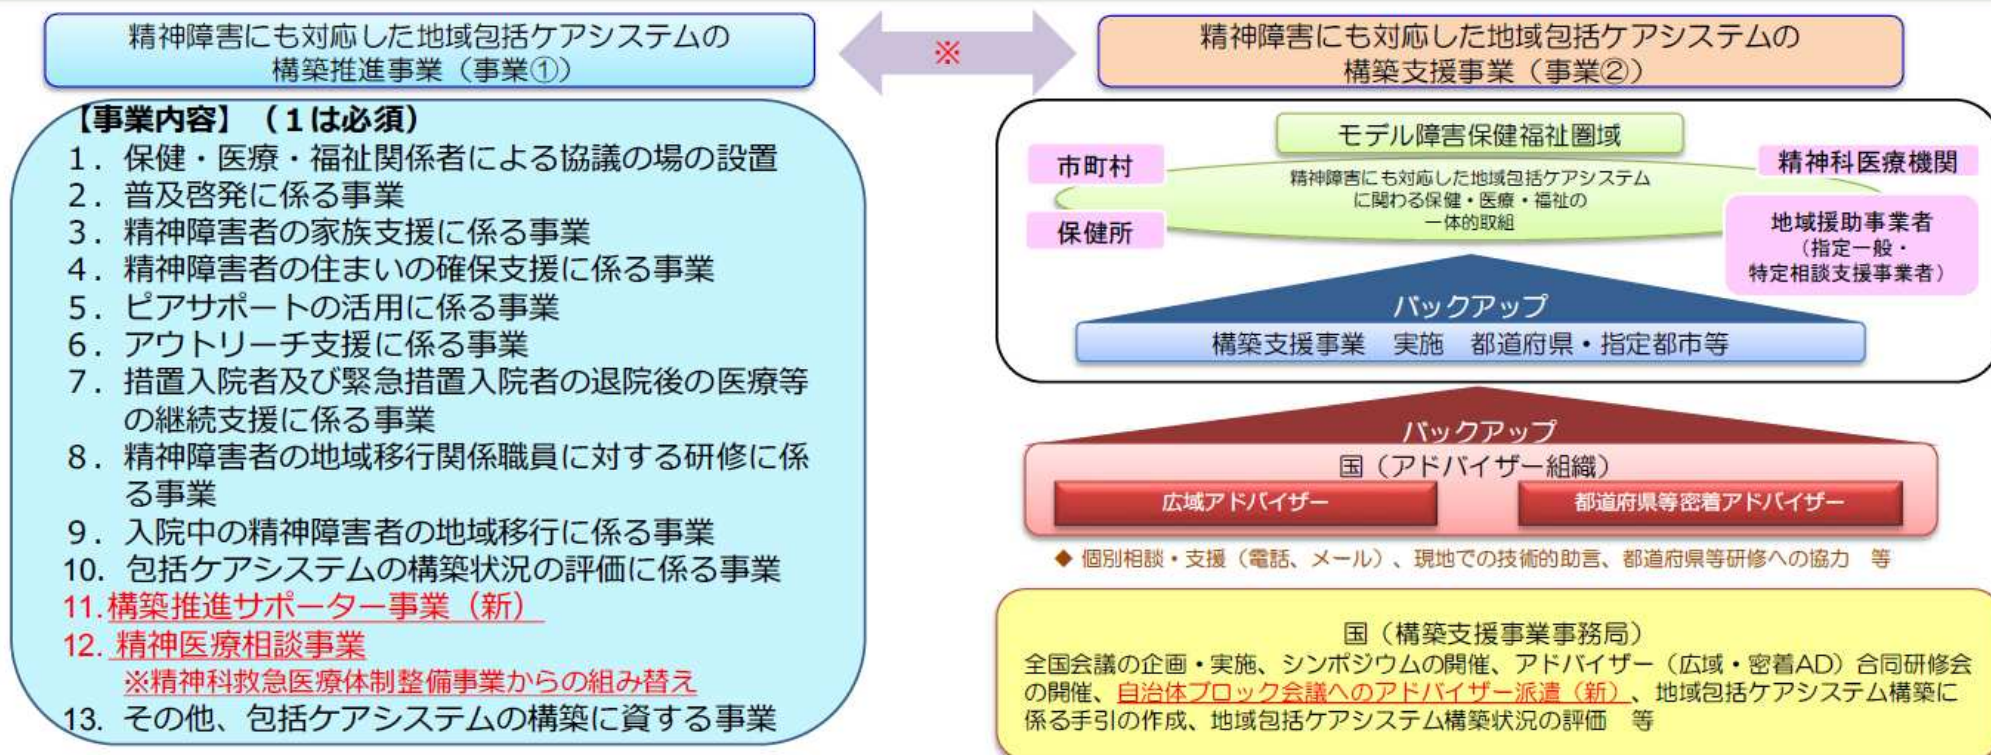 精神障害にも対応した地域包括ケアシステムの
構築推進事業（事業①）
※
精神障害にも対応した地域包括ケアシステムの
構築支援事業（事業②）
【事業内容】（１は必須）
１．保健・医療・福祉関係者による協議の場の設置
２．普及啓発に係る事業
３．精神障害者の家族支援に係る事業
４．精神障害者の住まいの確保支援に係る事業
５．ピアサポートの活用に係る事業
６．アウトリーチ支援に係る事業
７．措置入院者及び緊急措置入院者の退院後の医療等
の継続支援に係る事業
８．精神障害者の地域移行関係職員に対する研修に係
る事業
９．入院中の精神障害者の地域移行に係る事業
10．包括ケアシステムの構築状況の評価に係る事業
11.構築推進サポーター事業（新）
12. 精神医療相談事業
※精神科救急医療体制整備事業からの組み替え
13．その他、包括ケアシステムの構築に資する事業
モデル障害保健福祉圏域
市町村
保健所
精神障害にも対応した地域包括ケアシステム
に関わる保健・医療・福祉の
一体的取組
精神科医療機関
地域援助事業者
（指定一般・
特定相談支援事業者）
バックアップ
構築支援事業　実施　都道府県・指定都市等
バックアップ
国（アドバイザー組織）
広域アドバイザー
都道府県等密着アドバイザー
◆ 個別相談・支援（電話、メール）、現地での技術的助言、都道府県等研修への協力　等
国（構築支援事業事務局）
全国会議の企画・実施、シンポジウムの開催、アドバイザー（広域・密着AD）合同研修会
の開催、自治体ブロック会議へのアドバイザー派遣（新）、地域包括ケアシステム構築に
係る手引の作成、地域包括ケアシステム構築状況の評価　等